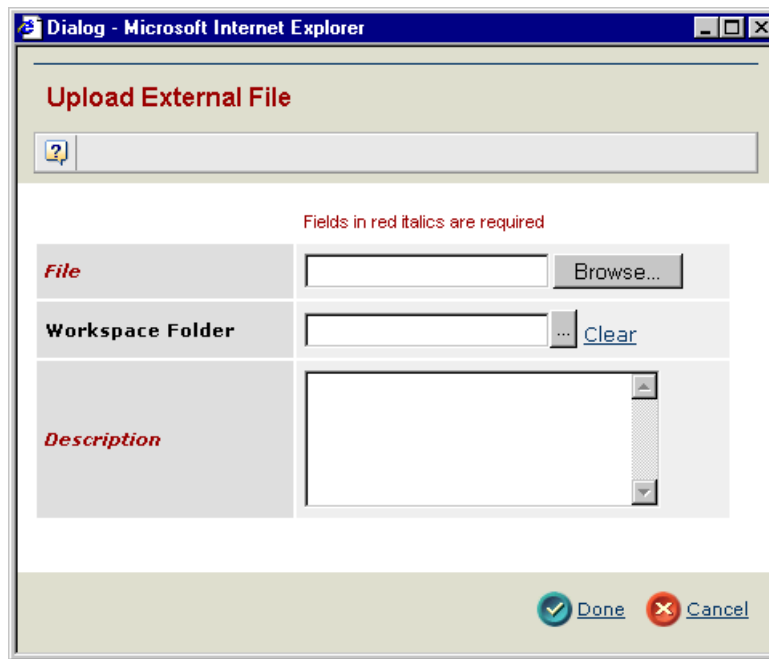 Dialog - Microsoft Internet Explorer
Upload External File
Fields in red italics are required
File
Browse...
Workspace Folder
...
Clear
Description
Done
Cancel